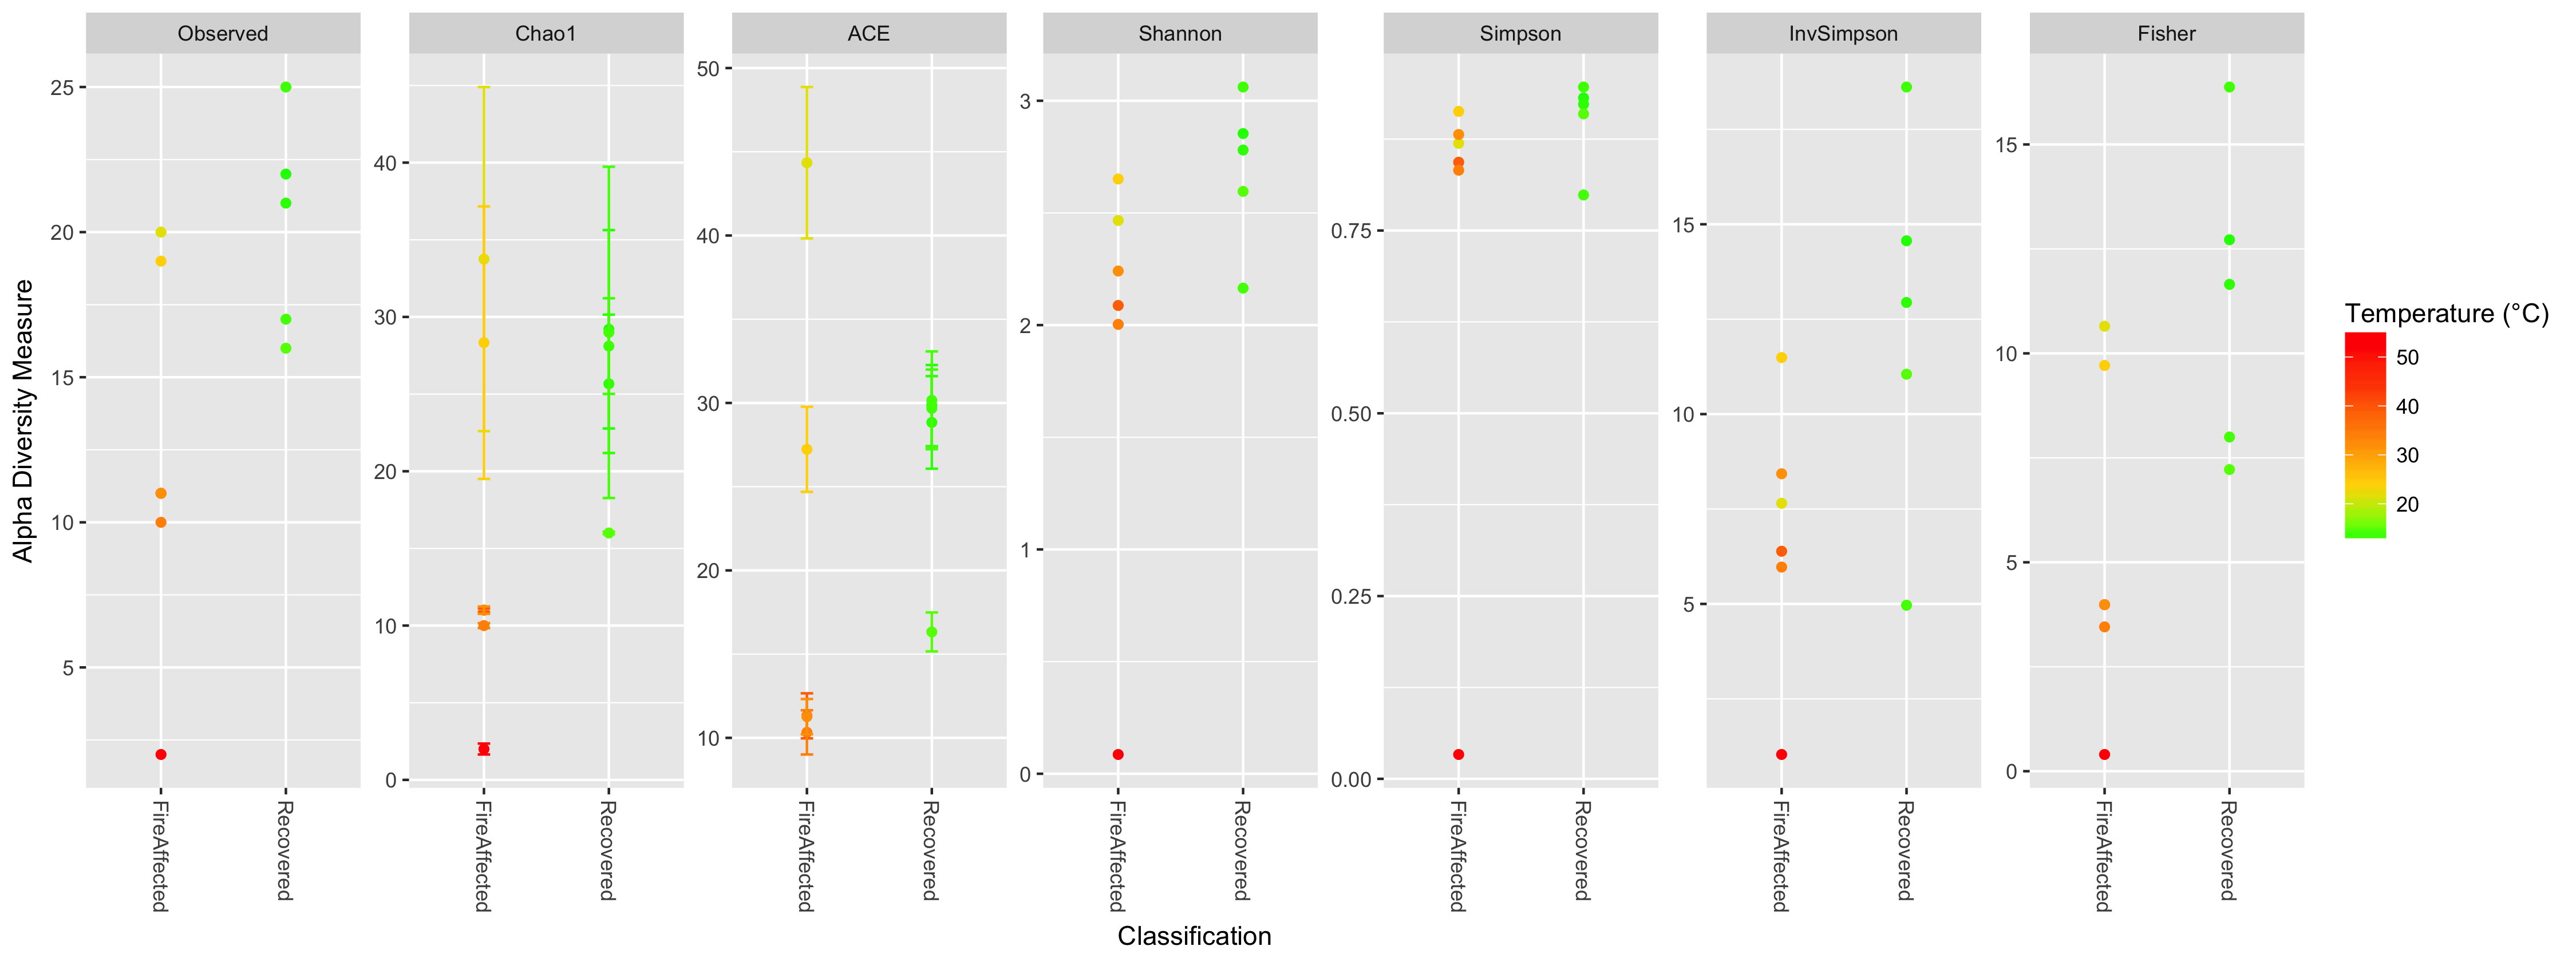 Observed
Chao1
ACE
Shannon
Simpson
InvSimpson
Fisher
Alpha Diversity Measure
25
20
15
10
5
40
30
20
10
0
50
40
30
20
10
3
2
1
0
0.75
0.50
0.25
0.00
15
10
5
15
10
5
0
FireAffected
Recovered
FireAffected
Recovered
FireAffected
Recovered
FireAffected
Recovered
FireAffected
Recovered
FireAffected
Recovered
FireAffected
Recovered
Classification
Temperature (°C)
50
40
30
20